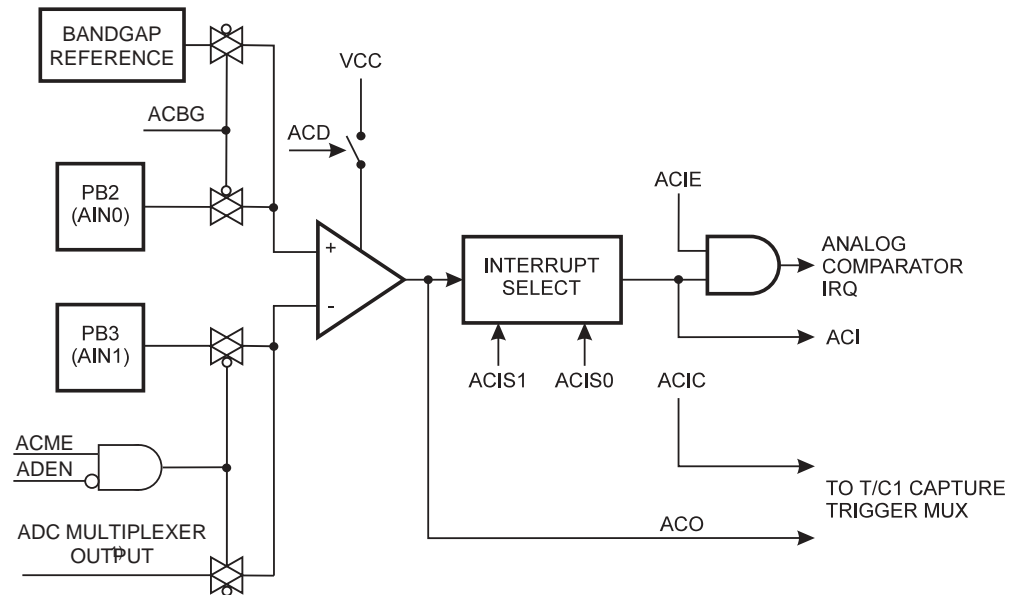 BANDGAP
REFERENCE
VCC
ACBG
ACD
PB2
(AIN0)
ACIE
+
INTERRUPT
SELECT
ANALOG
COMPARATOR
IRQ
-
PB3
(AIN1)
ACI
ACIS1 ACIS0 ACIC
ACME
ADEN
TO T/C1 CAPTURE
TRIGGER MUX
ADC MULTIPLEXER
OUTPUT
ACO